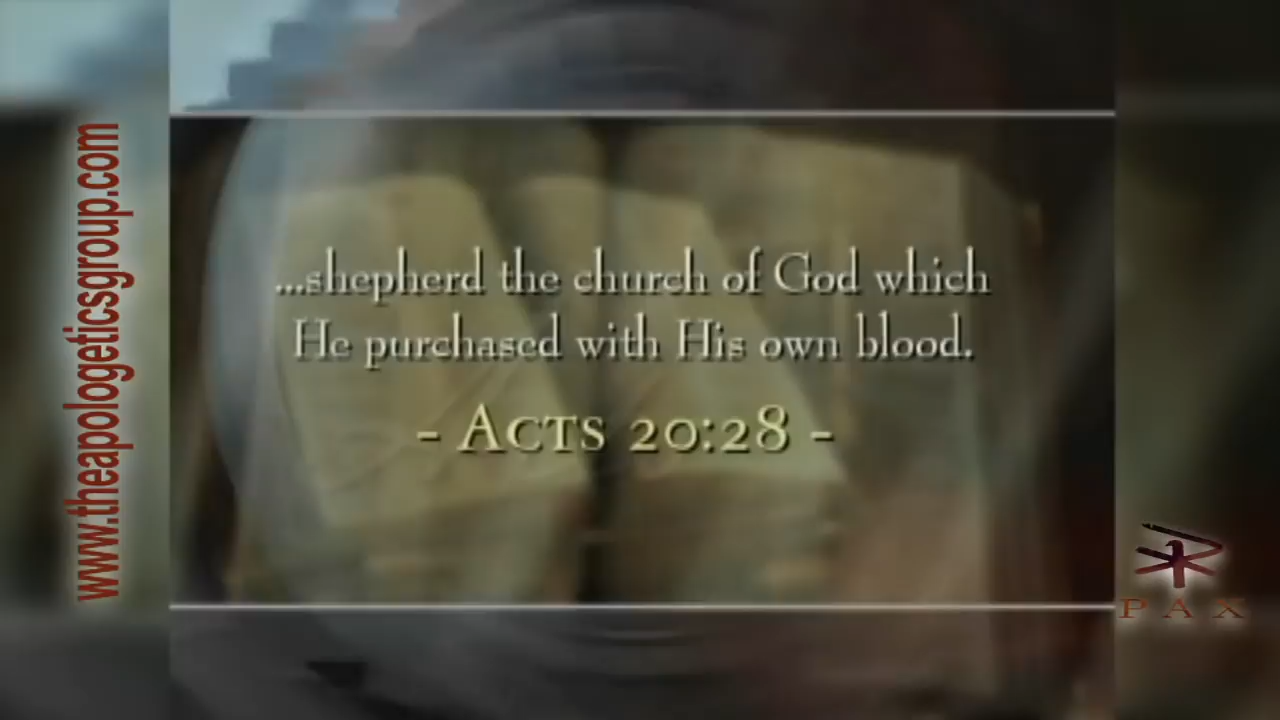 www.theapologeticsgroup.com
...shepherd the church of God which
He purchased with His own blood.
- Acts 20:28 -
PAX